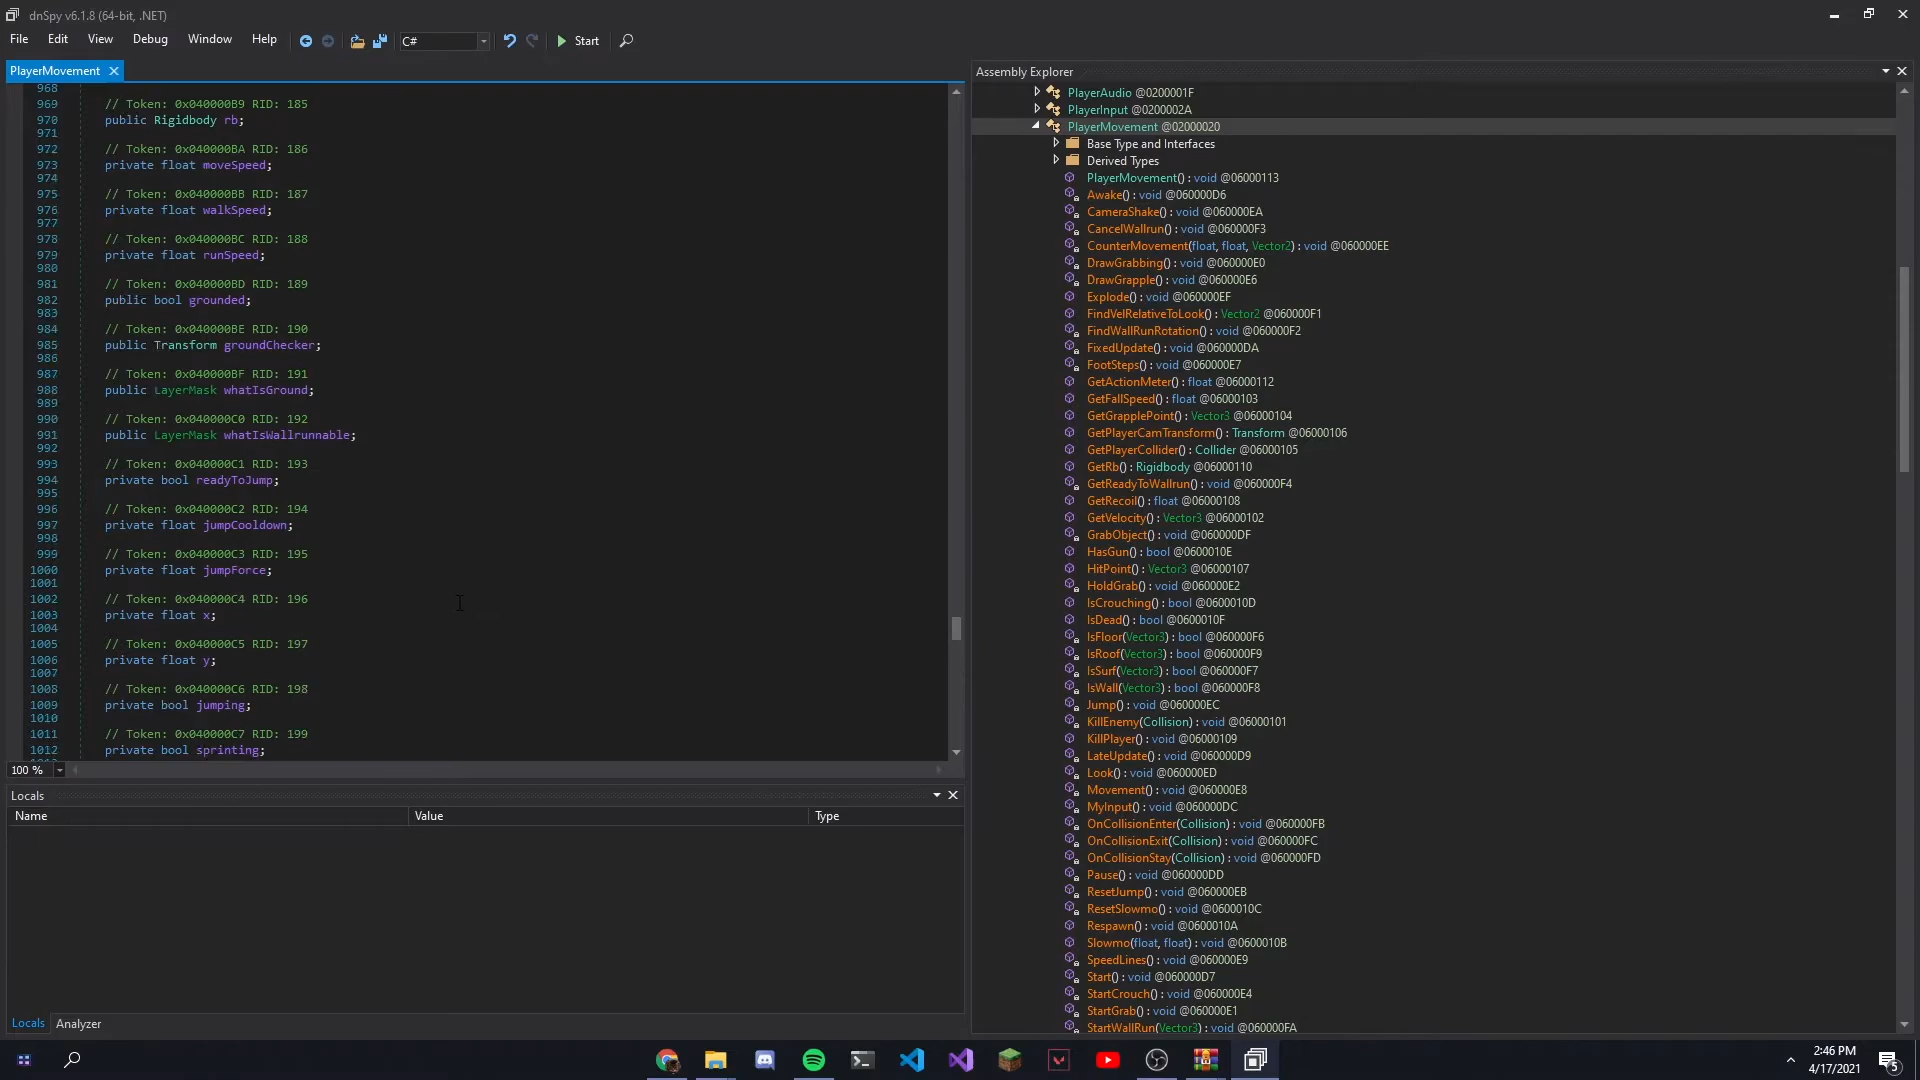 dnSpy v6.1.8 (64-bit, .NET)
File Edit View Debug Window Help C# Start
PlayerMovement
968
969 // Token: 0x040000B9 RID: 185
970 public Rigidbody rb;
971
972 // Token: 0x040000BA RID: 186
973 private float moveSpeed;
974
975 // Token: 0x040000BB RID: 187
976 private float walkSpeed;
977
978 // Token: 0x040000BC RID: 188
979 private float runSpeed;
980
981 // Token: 0x040000BD RID: 189
982 public bool grounded;
983
984 // Token: 0x040000BE RID: 190
985 public Transform groundChecker;
986
987 // Token: 0x040000BF RID: 191
988 public LayerMask whatIsGround;
989
990 // Token: 0x040000C0 RID: 192
991 public LayerMask whatIsWallrunnable;
992
993 // Token: 0x040000C1 RID: 193
994 private bool readyToJump;
995
996 // Token: 0x040000C2 RID: 194
997 private float jumpCooldown;
998
999 // Token: 0x040000C3 RID: 195
1000 private float jumpForce;
1001
1002 // Token: 0x040000C4 RID: 196
1003 private float x;
1004
1005 // Token: 0x040000C5 RID: 197
1006 private float y;
1007
1008 // Token: 0x040000C6 RID: 198
1009 private bool jumping;
1010
1011 // Token: 0x040000C7 RID: 199
1012 private bool sprinting;
100 %
Locals
Name Value Type
Locals Analyzer
Assembly Explorer
PlayerAudio @0200001F
PlayerInput @0200002A
PlayerMovement @02000020
Base Type and Interfaces
Derived Types
PlayerMovement() : void @06000113
Awake() : void @060000D6
CameraShake() : void @060000EA
CancelWallrun() : void @060000F3
CounterMovement(float, float, Vector2) : void @060000EE
DrawGrabbing() : void @060000E0
DrawGrapple() : void @060000E6
Explode() : void @060000EF
FindVelRelativeToLook() : Vector2 @060000F1
FindWallRunRotation() : void @060000F2
FixedUpdate() : void @060000DA
FootSteps() : void @060000E7
GetActionMeter() : float @06000112
GetFallSpeed() : float @06000103
GetGrapplePoint() : Vector3 @06000104
GetPlayerCamTransform() : Transform @06000106
GetPlayerCollider() : Collider @06000105
GetRb() : Rigidbody @06000110
GetReadyToWallrun() : void @060000F4
GetRecoil() : float @06000108
GetVelocity() : Vector3 @06000102
GrabObject() : void @060000DF
HasGun() : bool @0600010E
HitPoint() : Vector3 @06000107
HoldGrab() : void @060000E2
IsCrouching() : bool @0600010D
IsDead() : bool @0600010F
IsFloor(Vector3) : bool @060000F6
IsRoof(Vector3) : bool @060000F9
IsSurf(Vector3) : bool @060000F7
IsWall(Vector3) : bool @060000F8
Jump() : void @060000EC
KillEnemy(Collision) : void @06000101
KillPlayer() : void @06000109
LateUpdate() : void @060000D9
Look() : void @060000ED
Movement() : void @060000E8
MyInput() : void @060000DC
OnCollisionEnter(Collision) : void @060000FB
OnCollisionExit(Collision) : void @060000FC
OnCollisionStay(Collision) : void @060000FD
Pause() : void @060000DD
ResetJump() : void @060000EB
ResetSlowmo() : void @0600010C
Respawn() : void @0600010A
Slowmo(float, float) : void @0600010B
SpeedLines() : void @060000E9
Start() : void @060000D7
StartCrouch() : void @060000E4
StartGrab() : void @060000E1
StartWallRun(Vector3) : void @060000FA
2:46 PM
4/17/2021
5